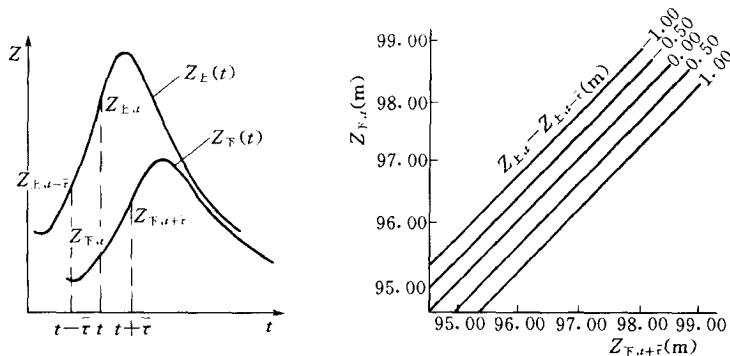 Z
Z上(t)
Z上,t
Z下(t)
Z上,t−τ̄
Z下,t
Z下,t+τ̄
t−τ̄ t t+τ̄ t
Z下,t(m)
99.00
98.00
97.00
96.00
95.00
Z上,t−Z上,t−τ̄(m)
1.00
0.50
0.00
0.50
1.00
95.00 96.00 97.00 98.00 99.00
Z下,t+τ̄(m)